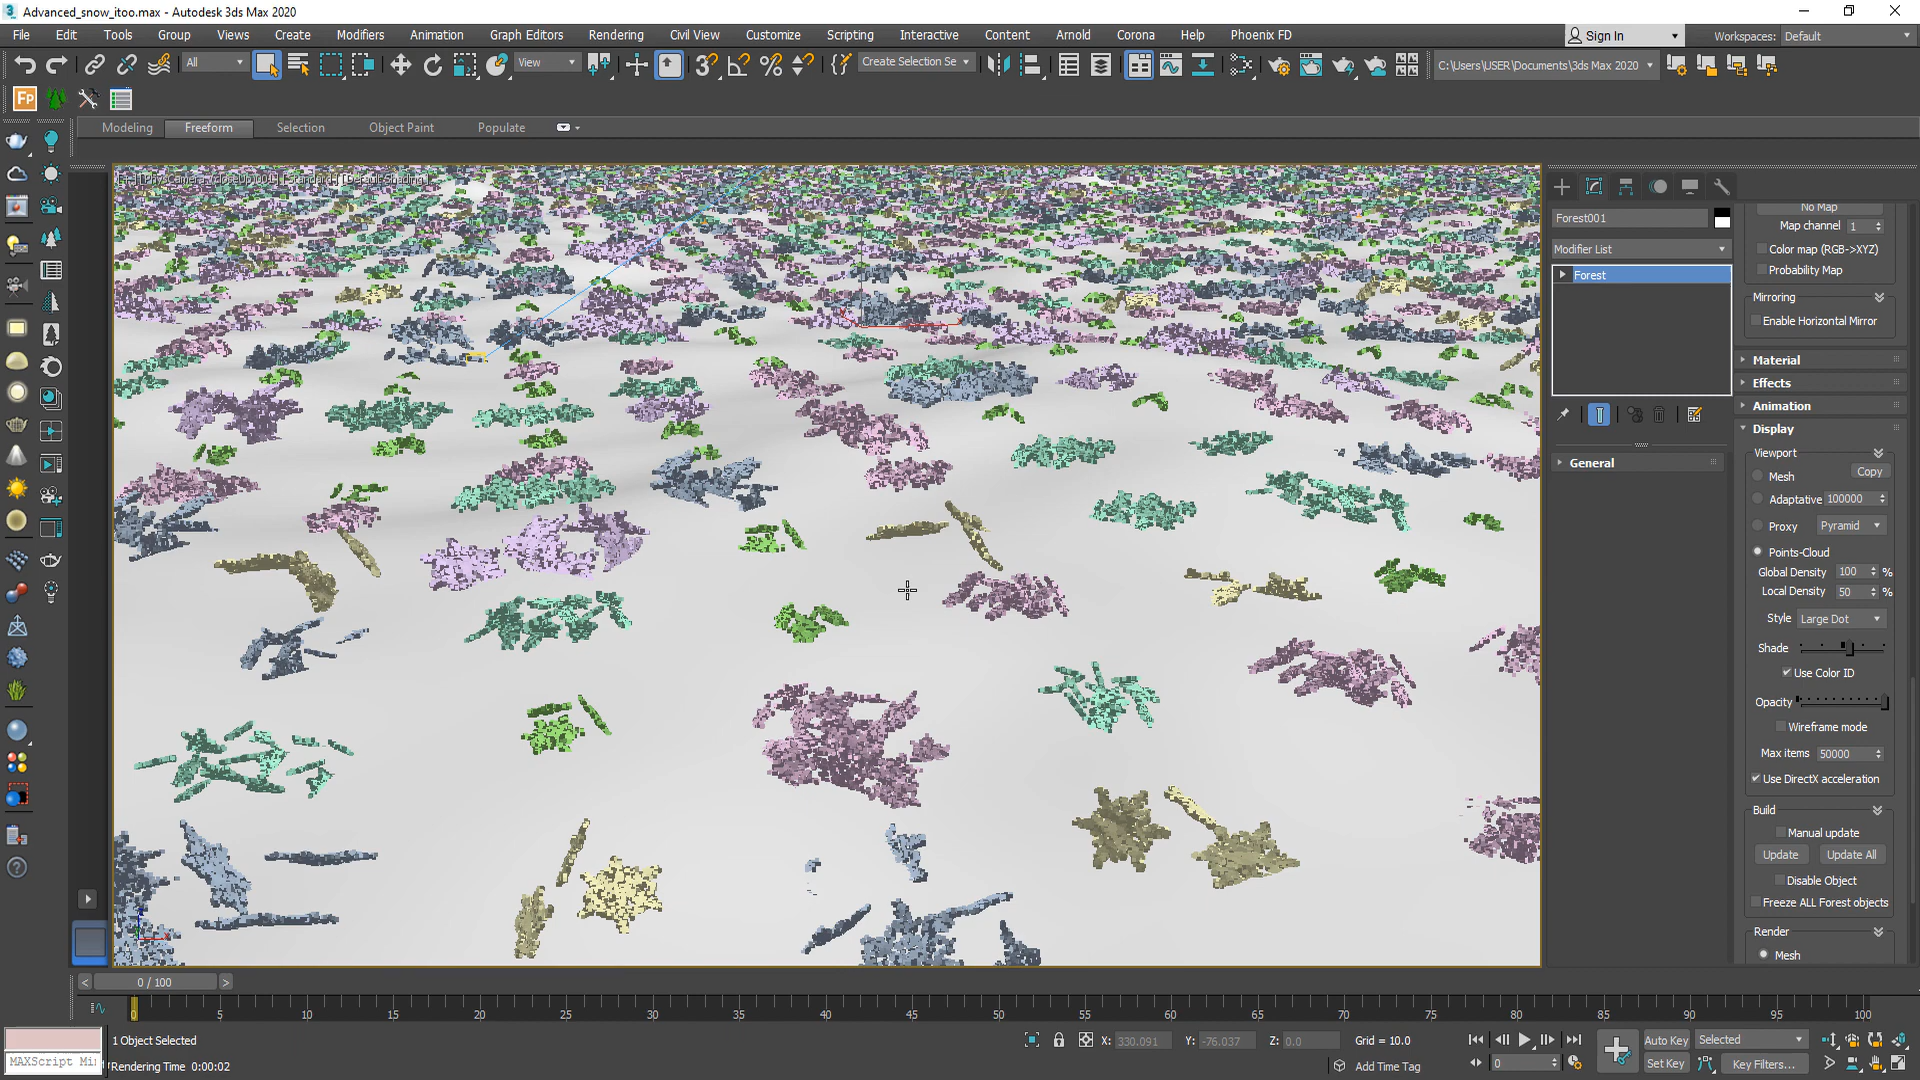 Advanced_snow_itoo.max - Autodesk 3ds Max 2020
File Edit Tools Group Views Create Modifiers Animation Graph Editors Rendering Civil View Customize Scripting Interactive Content Arnold Corona Help Phoenix FD
Sign In
Workspaces: Default
All
View
Create Selection Se
C:\Users\USER\Documents\3ds Max 2020
Fp
Modeling Freeform Selection Object Paint Populate
Forest001
Modifier List
Forest
General
No Map
Map channel 1
Color map (RGB->XYZ)
Probability Map
Mirroring
Enable Horizontal Mirror
Material
Effects
Animation
Display
Viewport
Mesh Copy
Adaptative 100000
Proxy Pyramid
Points-Cloud
Global Density 100 %
Local Density 50 %
Style Large Dot
Shade
Use Color ID
Opacity
Wireframe mode
Max items 50000
Use DirectX acceleration
Build
Manual update
Update Update All
Disable Object
Freeze ALL Forest objects
Render
Mesh
< 0 / 100 >
0 5 10 15 20 25 30 35 40 45 50 55 60 65 70 75 80 85 90 95 100
1 Object Selected
X: 330.091 Y: -76.037 Z: 0.0 Grid = 10.0
Auto Key Selected
MAXScript Mi
Rendering Time 0:00:02
Add Time Tag
0
Set Key Key Filters...